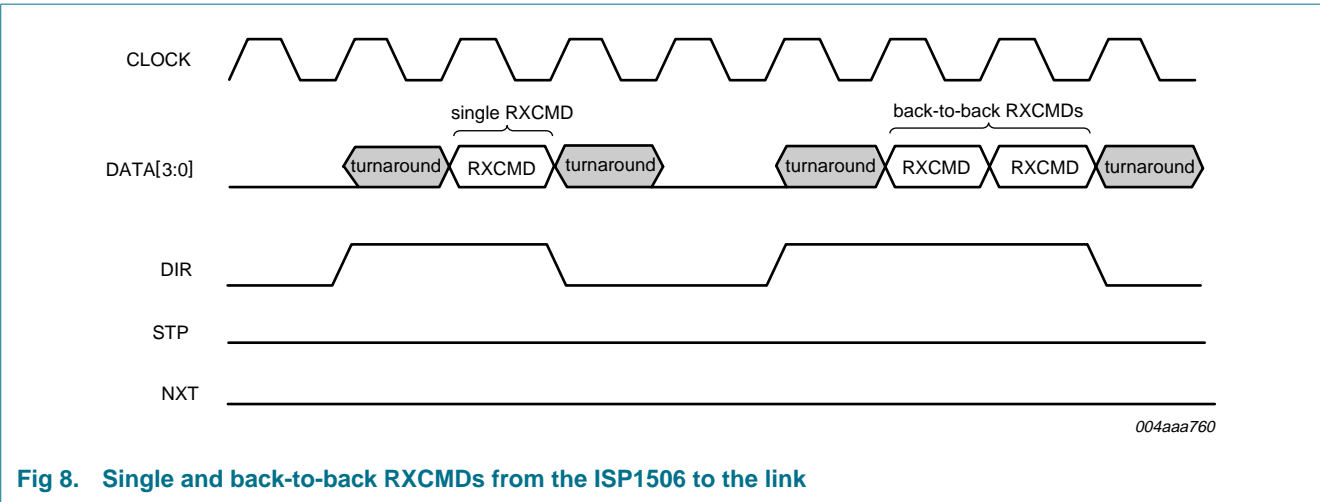 CLOCK
single RXCMD
back-to-back RXCMDs
DATA[3:0]
turnaround RXCMD turnaround turnaround RXCMD RXCMD turnaround
DIR
STP
NXT
004aaa760
Fig 8. Single and back-to-back RXCMDs from the ISP1506 to the link